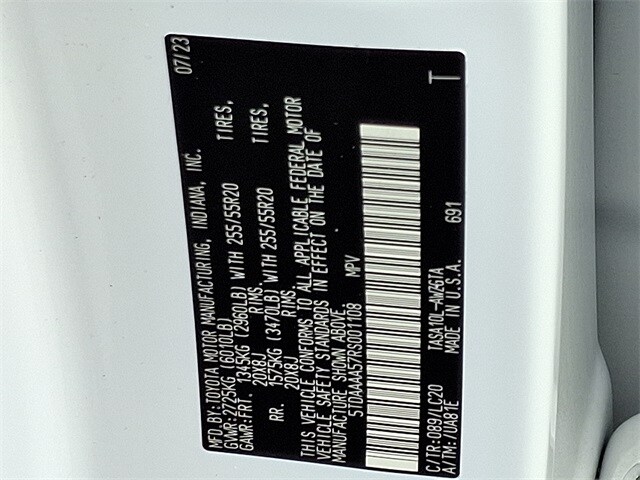 MFD.BY:TOYOTA MOTOR MANUFACTURING, INDIANA, INC. 07/23
GVWR:2725KG (6010LB)
GAWR:FRT. 1345KG (2960LB) WITH 255/55R20 TIRES,
20X8J RIMS.
RR. 1575KG (3470LB) WITH 255/55R20 TIRES,
20X8J RIMS.
THIS VEHICLE CONFORMS TO ALL APPLICABLE FEDERAL MOTOR
VEHICLE SAFETY STANDARDS IN EFFECT ON THE DATE OF
MANUFACTURE SHOWN ABOVE.
5TDAAAA57RS001108 MPV
C/TR:089/LC20 TASA10L-AWZGTA 691
A/TM:/UA81E MADE IN U.S.A. T